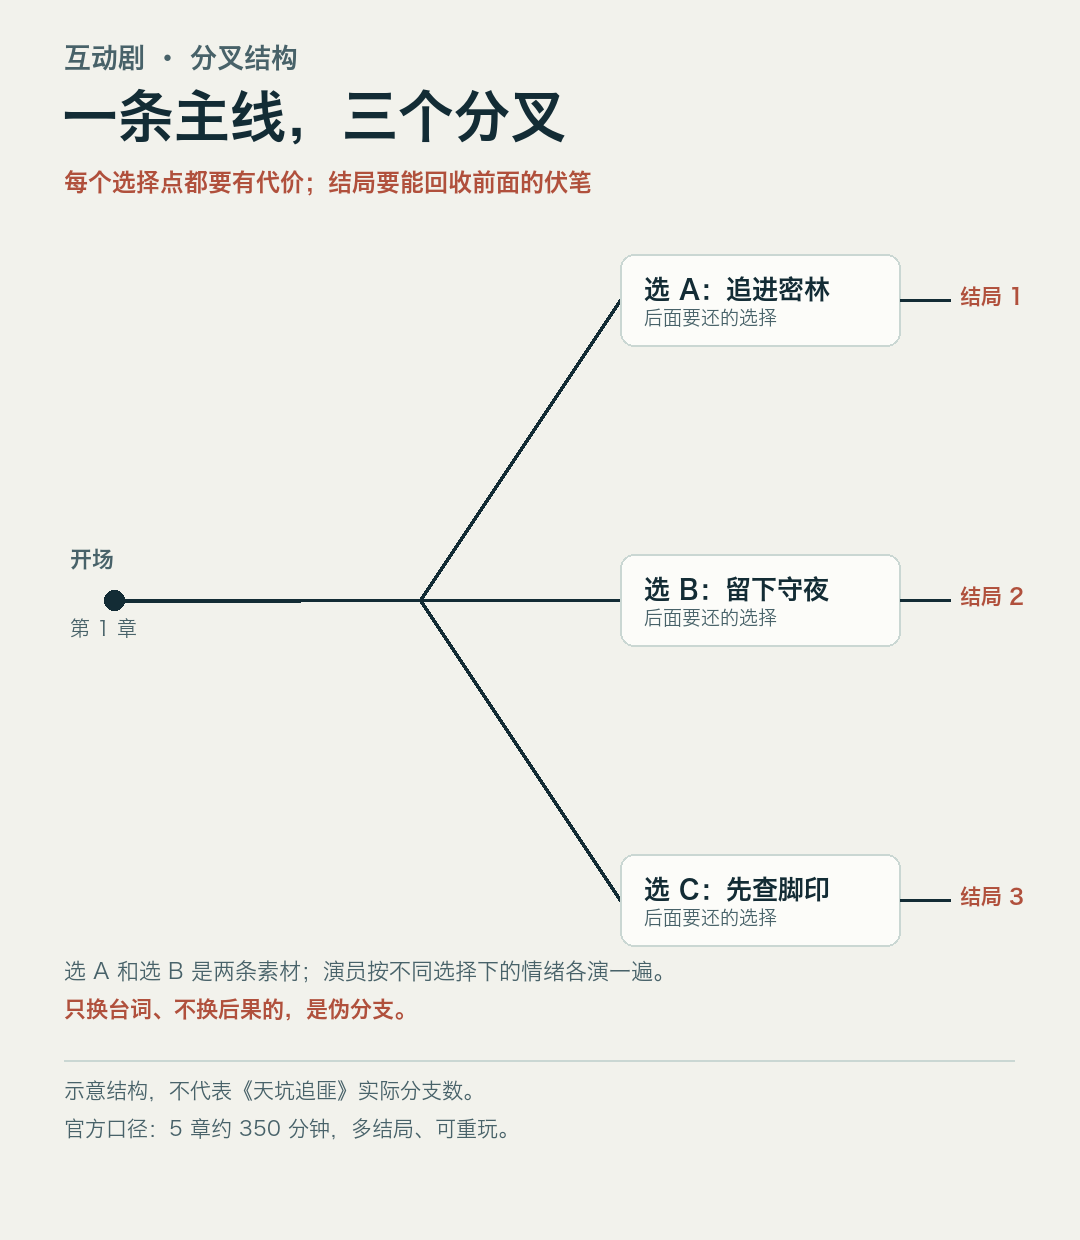 互动剧 · 分叉结构
一条主线，三个分叉
每个选择点都要有代价；结局要能回收前面的伏笔
选 A：追进密林
后面要还的选择
结局 1
开场
第 1 章
选 B：留下守夜
后面要还的选择
结局 2
选 C：先查脚印
后面要还的选择
结局 3
选 A 和选 B 是两条素材；演员按不同选择下的情绪各演一遍。
只换台词、不换后果的，是伪分支。
示意结构，不代表《天坑追匪》实际分支数。
官方口径：5 章约 350 分钟，多结局、可重玩。